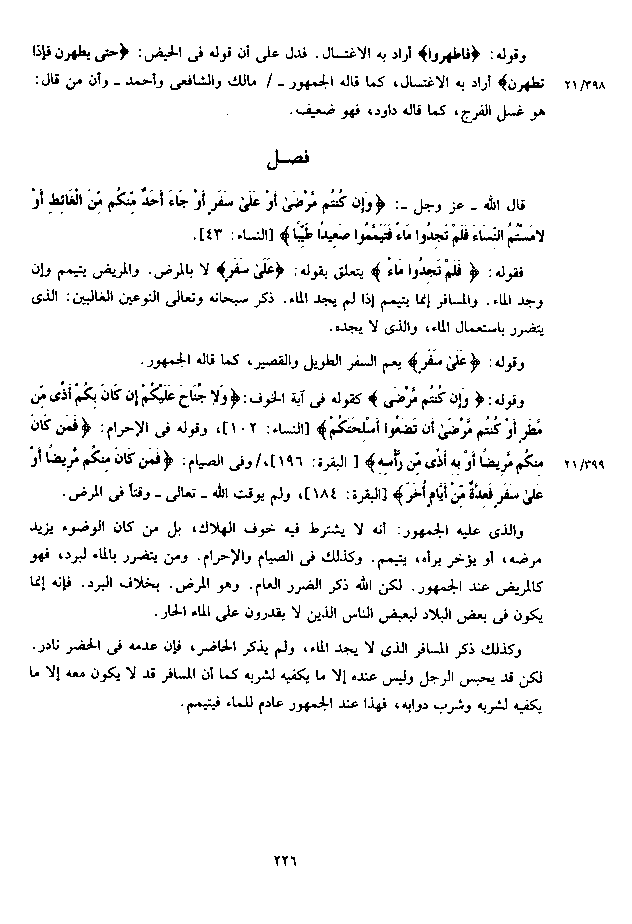 وقوله: ﴿فاطهروا﴾ أراد به الاغتسال. فدل على أن قوله فى الحيض: ﴿حتى يطهرن فإذا
٢١/٣٩٨ تطهرن﴾ أراد به الاغتسال، كما قاله الجمهور ـ / مالك والشافعى وأحمد ـ وأن من قال:
هو غسل الفرج، كما قاله داود، فهو ضعيف.
فصــل
قال الله ـ عز وجل ـ: ﴿وَإِن كُنتُم مَّرْضَىٰ أَوْ عَلَىٰ سَفَرٍ أَوْ جَاءَ أَحَدٌ مِّنكُم مِّنَ الْغَائِطِ أَوْ
لامَسْتُمُ النِّسَاءَ فَلَمْ تَجِدُوا مَاءً فَتَيَمَّمُوا صَعِيدًا طَيِّبًا﴾ [النساء: ٤٣].
فقوله: ﴿ فَلَمْ تَجِدُوا مَاءً ﴾ يتعلق بقوله: ﴿عَلَىٰ سَفَرٍ﴾ لا بالمرض. والمريض يتيمم وإن
وجد الماء. والمسافر إنما يتيمم إذا لم يجد الماء. ذكر سبحانه وتعالى النوعين الغالبين: الذى
يتضرر باستعمال الماء، والذى لا يجده.
وقوله: ﴿ عَلَىٰ سَفَرٍ﴾ يعم السفر الطويل والقصير، كما قاله الجمهور.
وقوله: ﴿ وَإِن كُنتُم مَّرْضَىٰ ﴾ كقوله فى آية الخوف: ﴿وَلا جُنَاحَ عَلَيْكُمْ إِن كَانَ بِكُمْ أَذًى مِّن
مَّطَرٍ أَوْ كُنتُم مَّرْضَىٰ أَن تَضَعُوا أَسْلِحَتَكُمْ﴾ [النساء: ١٠٢]، وقوله فى الإحرام: ﴿فَمَن كَانَ
٢١/٣٩٩ مِنكُم مَّرِيضًا أَوْ بِهِ أَذًى مِّن رَّأْسِهِ﴾ [البقرة: ١٩٦]،/وفى الصيام: ﴿فَمَن كَانَ مِنكُم مَّرِيضًا أَوْ
عَلَىٰ سَفَرٍ فَعِدَّةٌ مِّنْ أَيَّامٍ أُخَرَ﴾ [البقرة: ١٨٤]، ولم يوقت الله ـ تعالى ـ وقتاً فى المرض.
والذى عليه الجمهور: أنه لا يشترط فيه خوف الهلاك، بل من كان الوضوء يزيد
مرضه، أو يؤخر برأه، يتيمم. وكذلك فى الصيام والإحرام. ومن يتضرر بالماء لبرد، فهو
كالمريض عند الجمهور. لكن الله ذكر الضرر العام. وهو المرض. بخلاف البرد. فإنه إنما
يكون فى بعض البلاد لبعض الناس الذين لا يقدرون على الماء الحار.
وكذلك ذكر المسافر الذى لا يجد الماء، ولم يذكر الحاضر، فإن عدمه فى الحضر نادر.
لكن قد يحبس الرجل وليس عنده إلا ما يكفيه لشربه كما أن المسافر قد لا يكون معه إلا ما
يكفيه لشربه وشرب دوابه، فهذا عند الجمهور عادم للماء فيتيمم.
٢٢٦